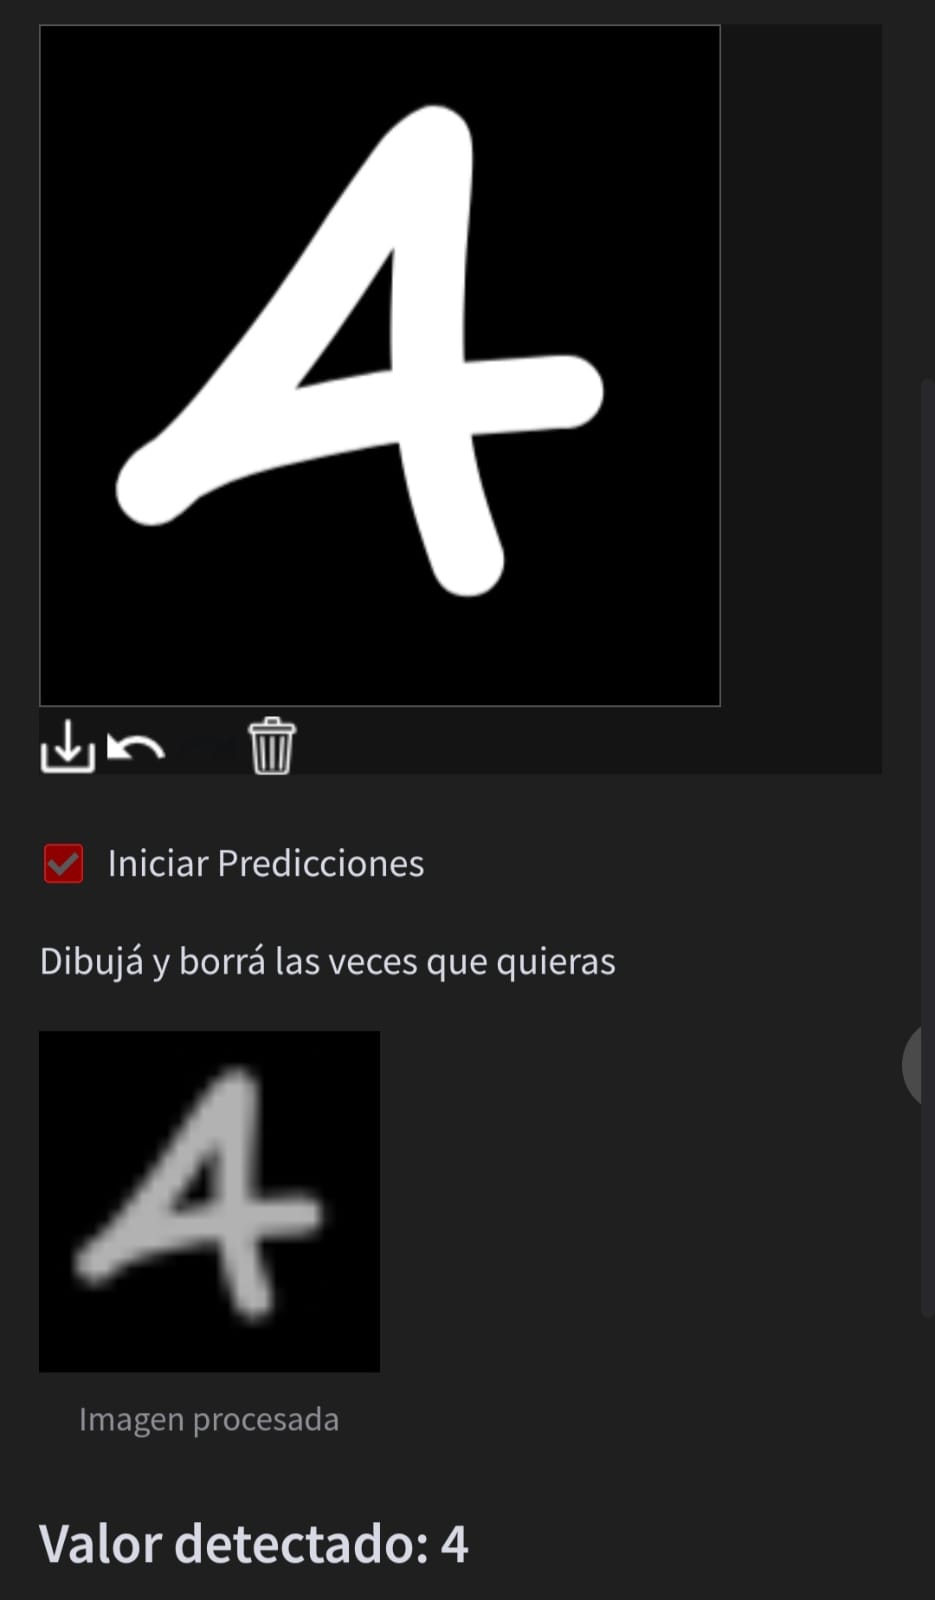 4
Iniciar Predicciones
Dibujá y borrá las veces que quieras
4
Imagen procesada
Valor detectado: 4